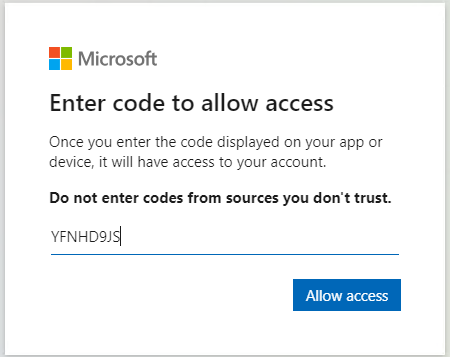 Microsoft
Enter code to allow access
Once you enter the code displayed on your app or
device, it will have access to your account.
Do not enter codes from sources you don't trust.
YFNHD9JS
Allow access